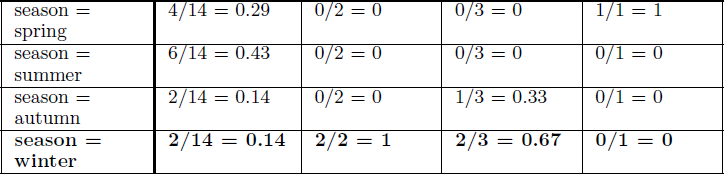 season = 4/14 = 0.29 0/2 = 0 0/3 = 0 1/1 = 1
spring
season = 6/14 = 0.43 0/2 = 0 0/3 = 0 0/1 = 0
summer
season = 2/14 = 0.14 0/2 = 0 1/3 = 0.33 0/1 = 0
autumn
season = 2/14 = 0.14 2/2 = 1 2/3 = 0.67 0/1 = 0
winter